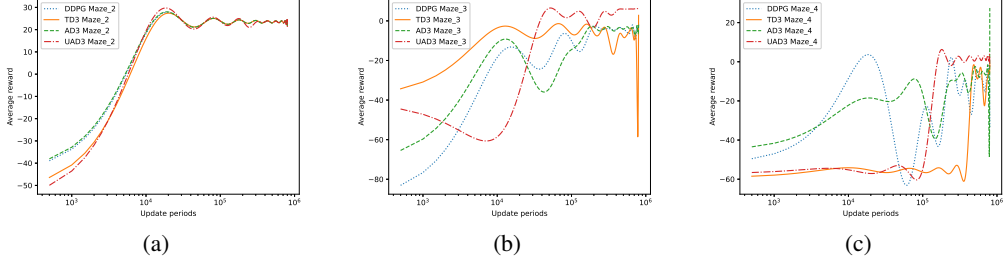 30
20
10
0
−10
−20
−30
−40
−50
Average reward
DDPG Maze_2
TD3 Maze_2
AD3 Maze_2
UAD3 Maze_2
10³
10⁴
10⁵
10⁶
Update periods
(a)
0
−20
−40
−60
−80
Average reward
DDPG Maze_3
TD3 Maze_3
AD3 Maze_3
UAD3 Maze_3
10³
10⁴
10⁵
10⁶
Update periods
(b)
20
0
−20
−40
−60
Average reward
DDPG Maze_4
TD3 Maze_4
AD3 Maze_4
UAD3 Maze_4
10³
10⁴
10⁵
10⁶
Update periods
(c)